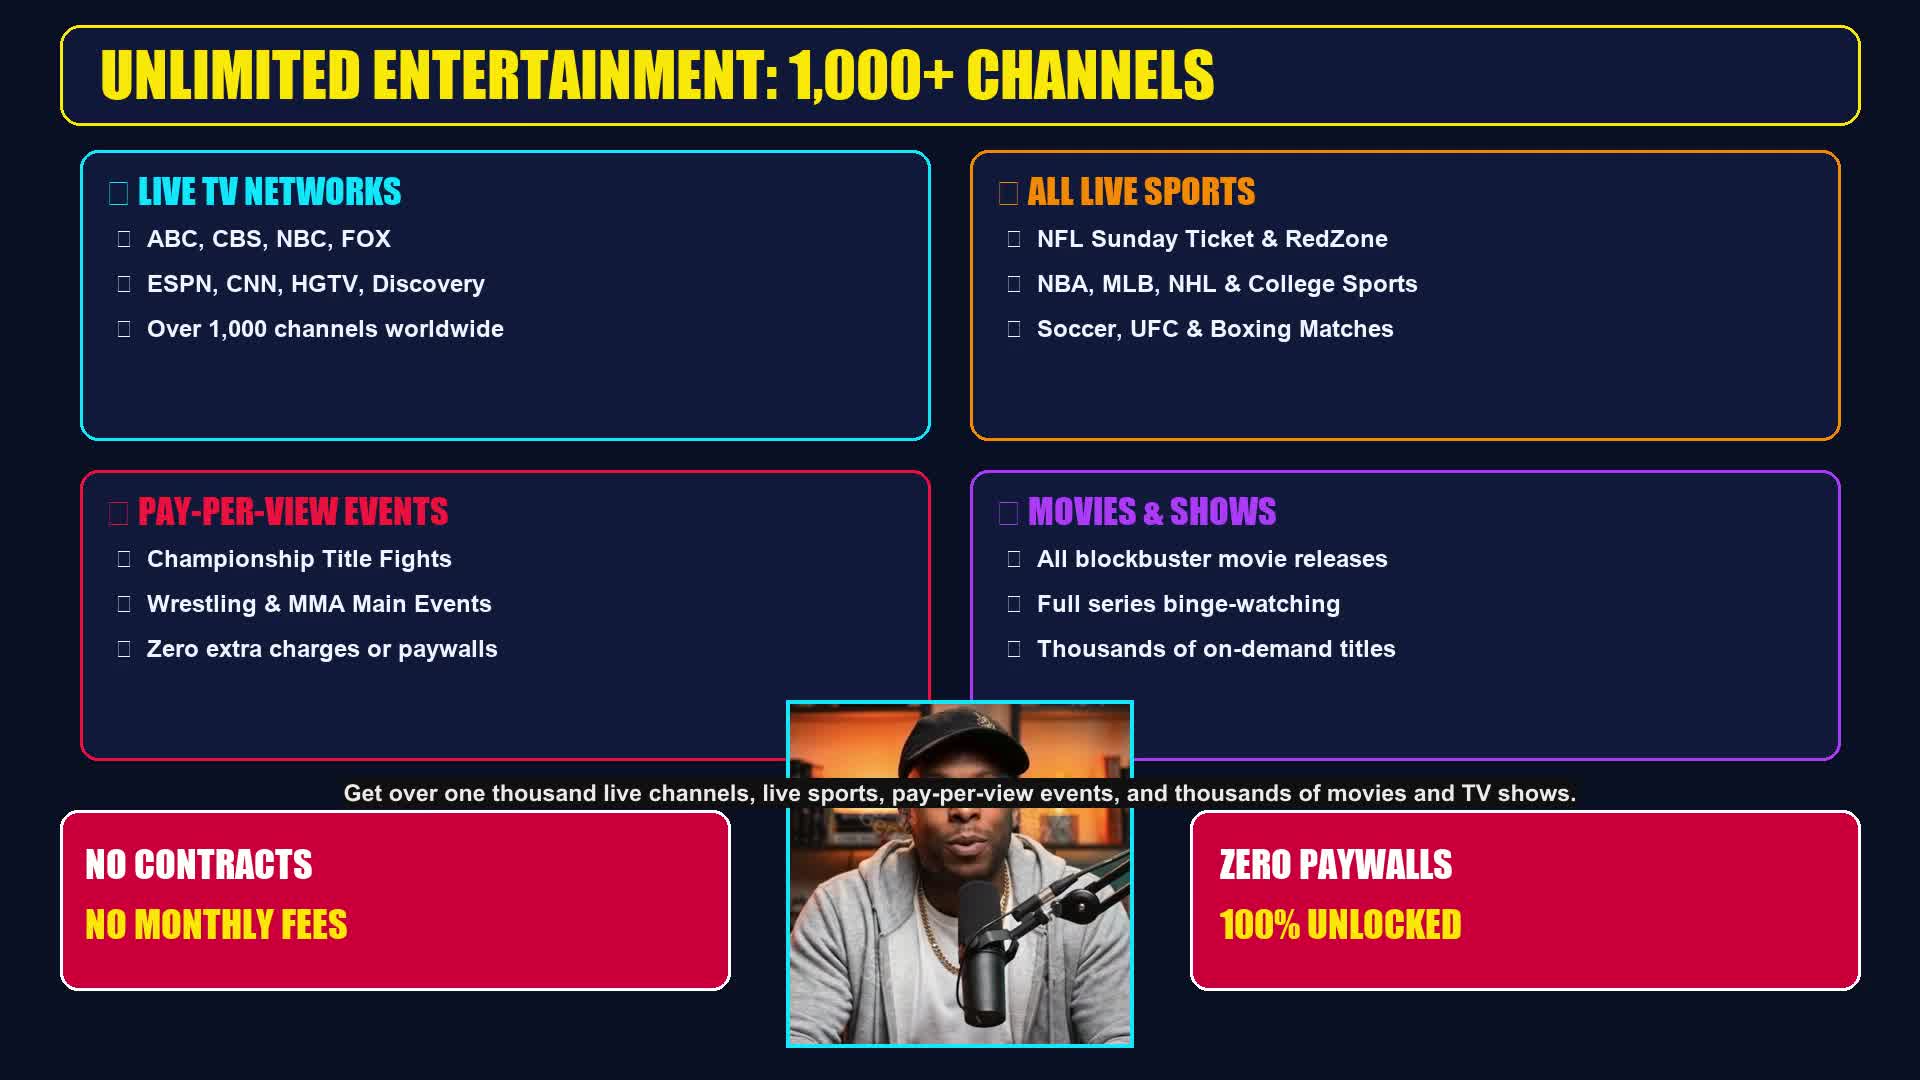 UNLIMITED ENTERTAINMENT: 1,000+ CHANNELS
LIVE TV NETWORKS
ABC, CBS, NBC, FOX
ESPN, CNN, HGTV, Discovery
Over 1,000 channels worldwide
ALL LIVE SPORTS
NFL Sunday Ticket & RedZone
NBA, MLB, NHL & College Sports
Soccer, UFC & Boxing Matches
PAY-PER-VIEW EVENTS
Championship Title Fights
Wrestling & MMA Main Events
Zero extra charges or paywalls
MOVIES & SHOWS
All blockbuster movie releases
Full series binge-watching
Thousands of on-demand titles
Get over one thousand live channels, live sports, pay-per-view events, and thousands of movies and TV shows.
NO CONTRACTS
NO MONTHLY FEES
ZERO PAYWALLS
100% UNLOCKED